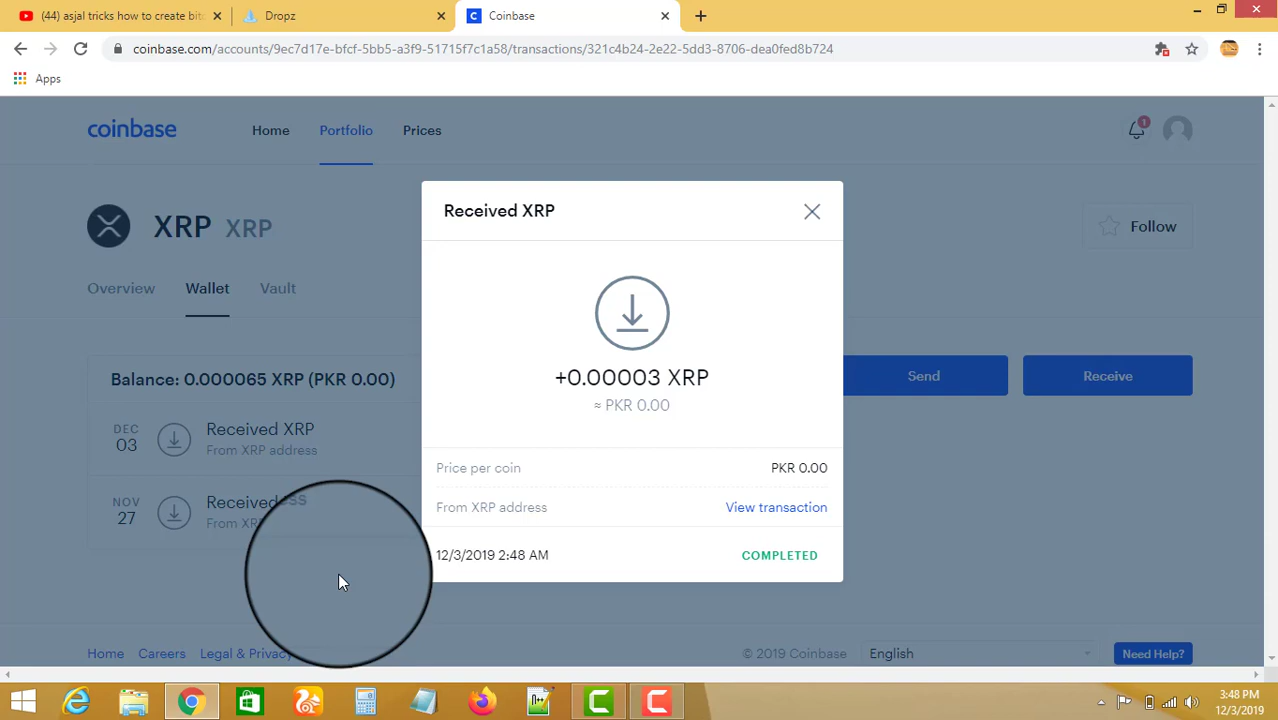 (44) asjal tricks how to create bit
Dropz
Coinbase
coinbase.com/accounts/9ec7d17e-bfcf-5bb5-a3f9-51715f7c1a58/transactions/321c4b24-2e22-5dd3-8706-dea0fed8b724
Apps
coinbase
Home
Portfolio
Prices
1
XRP XRP
Follow
Overview
Wallet
Vault
Balance: 0.000065 XRP (PKR 0.00)
DEC
03
Received XRP
From XRP address
NOV
27
Received
From XR
Send
Receive
Received XRP
+0.00003 XRP
≈ PKR 0.00
Price per coin
PKR 0.00
From XRP address
View transaction
12/3/2019 2:48 AM
COMPLETED
Home
Careers
Legal & Privacy
© 2019 Coinbase
English
Need Help?
3:48 PM
12/3/2019